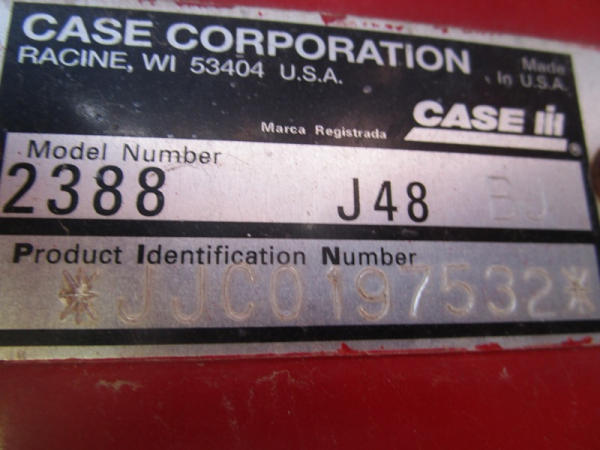 CASE CORPORATION
RACINE, WI 53404 U.S.A.
Made
In U.S.A.
Marca Registrada
CASE IH®
Model Number
2388 J48 BJ
Product Identification Number
*JJC0197532*